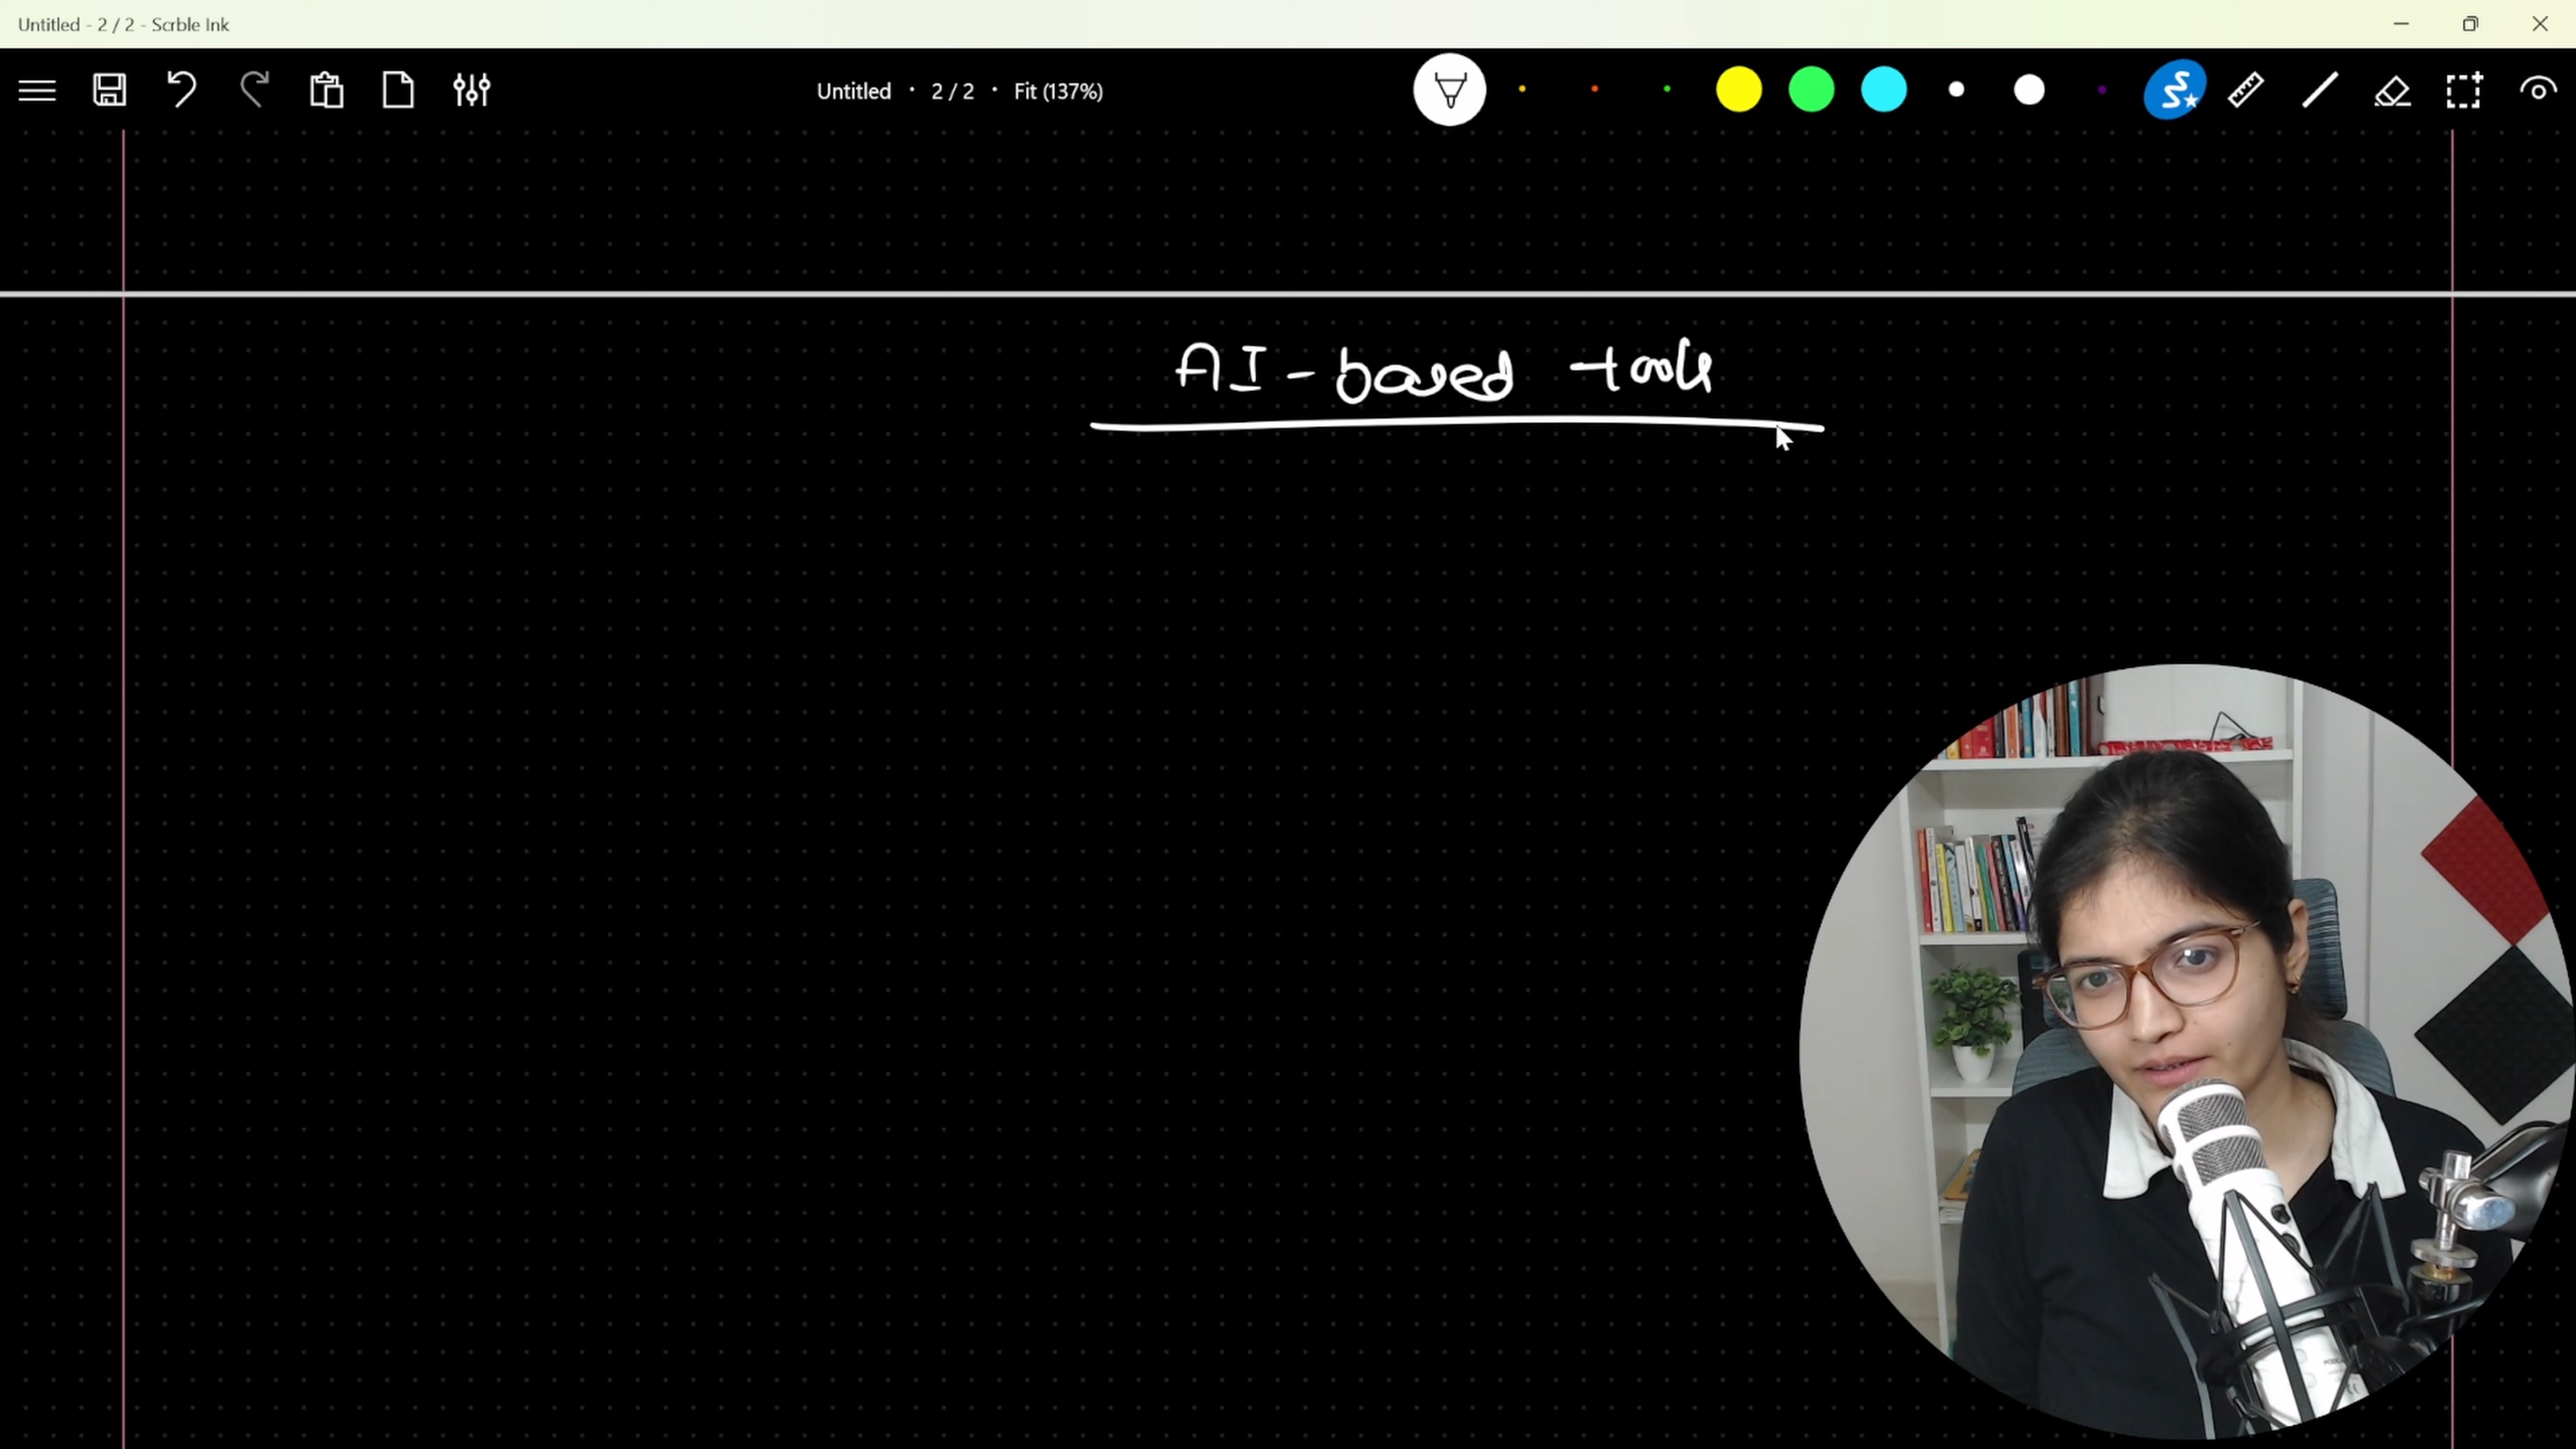 Untitled - 2 / 2 - Scrble Ink
Untitled • 2 / 2 • Fit (137%)
AI - based tools